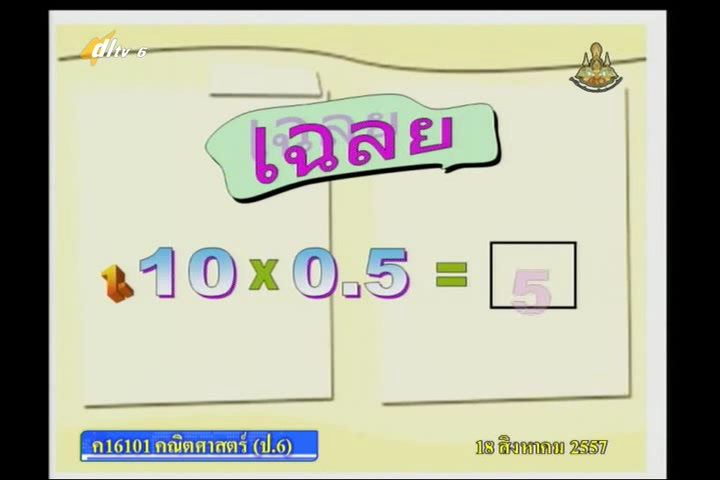 dltv 6
เฉลย
1. 10 x 0.5 = 5
ค16101 คณิตศาสตร์ (ป.6)
18 สิงหาคม 2557